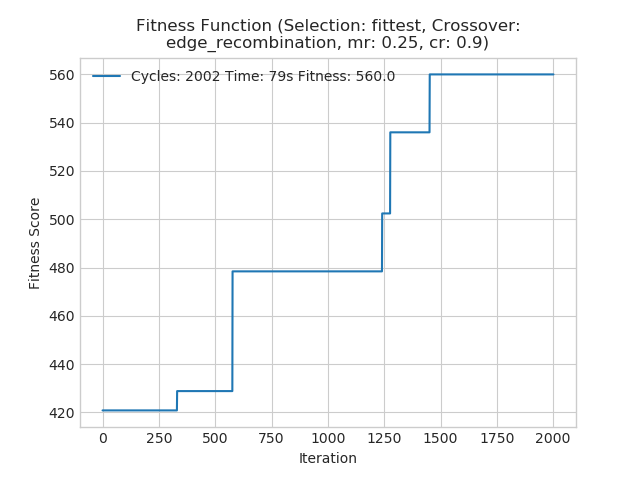 Fitness Function (Selection: fittest, Crossover:
edge_recombination, mr: 0.25, cr: 0.9)
Cycles: 2002 Time: 79s Fitness: 560.0
Fitness Score
560
540
520
500
480
460
440
420
0 250 500 750 1000 1250 1500 1750 2000
Iteration